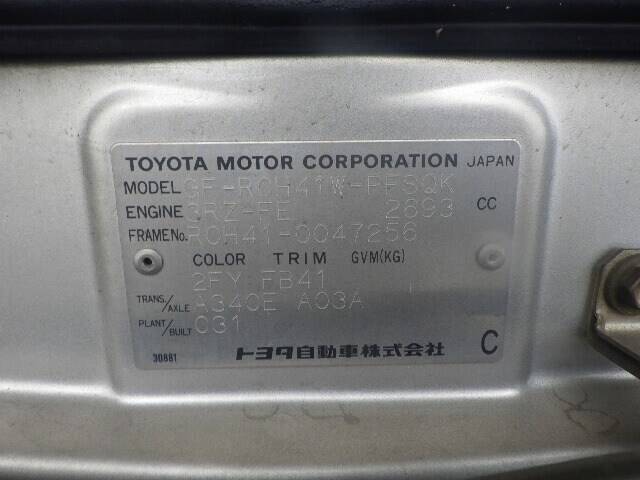 TOYOTA MOTOR CORPORATION JAPAN
MODEL GF-RCH41W-PFSQK
ENGINE 3RZ-FE 2693 CC
FRAME No. RCH41-0047256
COLOR TRIM GVM(KG)
2FY FB41
TRANS./AXLE A340E A03A
PLANT/BUILT 031
30881 トヨタ自動車株式会社 C